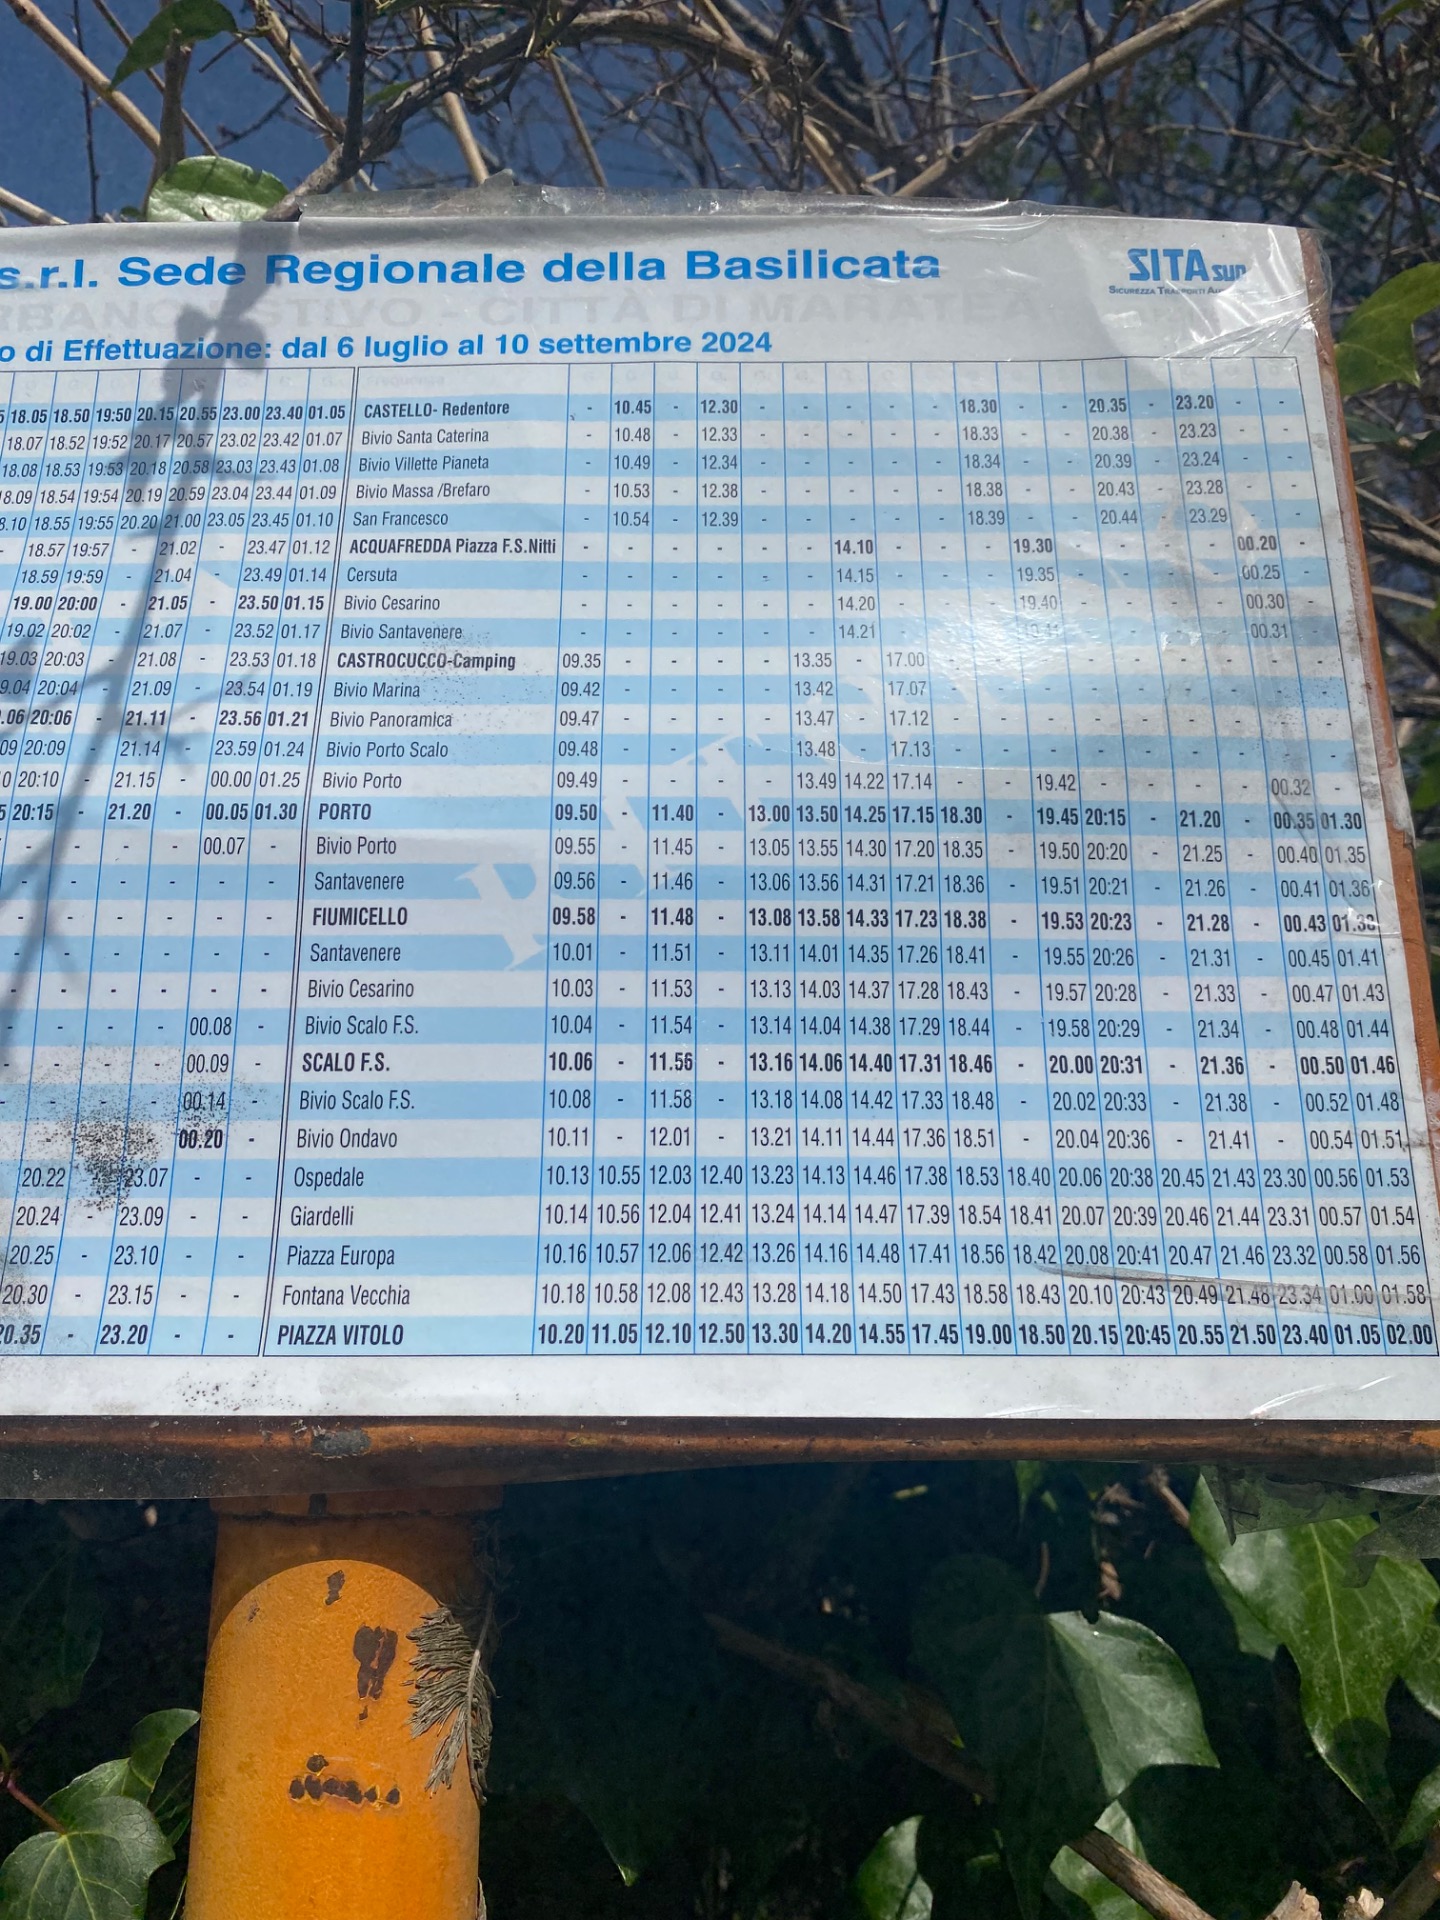 s.r.l. Sede Regionale della Basilicata
SITA sud
SICUREZZA TRASPORTI
ESTIVO - CITTÀ DI MARATEA
o di Effettuazione: dal 6 luglio al 10 settembre 2024
18.05 18.50 19:50 20.15 20.55 23.00 23.40 01.05 CASTELLO- Redentore - 10.45 - 12.30 - - - - - 18.30 - - 20.35 - 23.20 - -
18.07 18.52 19:52 20.17 20.57 23.02 23.42 01.07 Bivio Santa Caterina - 10.48 - 12.33 - - - - - 18.33 - - 20.38 - 23.23 - -
18.08 18.53 19:53 20.18 20.58 23.03 23.43 01.08 Bivio Villette Pianeta - 10.49 - 12.34 - - - - - 18.34 - - 20.39 - 23.24 - -
8.09 18.54 19:54 20.19 20.59 23.04 23.44 01.09 Bivio Massa /Brefaro - 10.53 - 12.38 - - - - - 18.38 - - 20.43 - 23.28 - -
8.10 18.55 19:55 20.20 21.00 23.05 23.45 01.10 San Francesco - 10.54 - 12.39 - - - - - 18.39 - - 20.44 - 23.29 - -
- 18.57 19:57 - 21.02 - 23.47 01.12 ACQUAFREDDA Piazza F.S.Nitti - - - - - - 14.10 - - - 19.30 - - - - 00.20 -
18.59 19:59 - 21.04 - 23.49 01.14 Cersuta - - - - - - 14.15 - - - 19.35 - - - - 00.25 -
19.00 20:00 - 21.05 - 23.50 01.15 Bivio Cesarino - - - - - - 14.20 - - - 19.40 - - - - 00.30 -
19.02 20:02 - 21.07 - 23.52 01.17 Bivio Santavenere - - - - - - 14.21 - - - - - - - 00.31 -
19.03 20:03 - 21.08 - 23.53 01.18 CASTROCUCCO-Camping 09.35 - - - - 13.35 - 17.00 - - - - - - - - -
9.04 20:04 - 21.09 - 23.54 01.19 Bivio Marina 09.42 - - - - 13.42 - 17.07 - - - - - - - - -
.06 20:06 - 21.11 - 23.56 01.21 Bivio Panoramica 09.47 - - - - 13.47 - 17.12 - - - - - - - - -
09 20:09 - 21.14 - 23.59 01.24 Bivio Porto Scalo 09.48 - - - - 13.48 - 17.13 - - - - - - - - -
0 20:10 - 21.15 - 00.00 01.25 Bivio Porto 09.49 - - - - 13.49 14.22 17.14 - - 19.42 - - - - 00.32 -
5 20:15 - 21.20 - 00.05 01.30 PORTO 09.50 - 11.40 - 13.00 13.50 14.25 17.15 18.30 - 19.45 20:15 - 21.20 - 00.35 01.30
- - - - 00.07 - Bivio Porto 09.55 - 11.45 - 13.05 13.55 14.30 17.20 18.35 - 19.50 20:20 - 21.25 - 00.40 01.35
- - - - - - Santavenere 09.56 - 11.46 - 13.06 13.56 14.31 17.21 18.36 - 19.51 20:21 - 21.26 - 00.41 01.36
- - - - - - FIUMICELLO 09.58 - 11.48 - 13.08 13.58 14.33 17.23 18.38 - 19.53 20:23 - 21.28 - 00.43 01.38
- - - - - - Santavenere 10.01 - 11.51 - 13.11 14.01 14.35 17.26 18.41 - 19.55 20:26 - 21.31 - 00.45 01.41
- - - - - - Bivio Cesarino 10.03 - 11.53 - 13.13 14.03 14.37 17.28 18.43 - 19.57 20:28 - 21.33 - 00.47 01.43
- - - - 00.08 - Bivio Scalo F.S. 10.04 - 11.54 - 13.14 14.04 14.38 17.29 18.44 - 19.58 20:29 - 21.34 - 00.48 01.44
- - - - 00.09 - SCALO F.S. 10.06 - 11.56 - 13.16 14.06 14.40 17.31 18.46 - 20.00 20:31 - 21.36 - 00.50 01.46
- - - - 00.14 - Bivio Scalo F.S. 10.08 - 11.58 - 13.18 14.08 14.42 17.33 18.48 - 20.02 20:33 - 21.38 - 00.52 01.48
- - - 00.20 - Bivio Ondavo 10.11 - 12.01 - 13.21 14.11 14.44 17.36 18.51 - 20.04 20:36 - 21.41 - 00.54 01.51
20.22 23.07 - - Ospedale 10.13 10.55 12.03 12.40 13.23 14.13 14.46 17.38 18.53 18.40 20.06 20:38 20.45 21.43 23.30 00.56 01.53
20.24 - 23.09 - - Giardelli 10.14 10.56 12.04 12.41 13.24 14.14 14.47 17.39 18.54 18.41 20.07 20:39 20.46 21.44 23.31 00.57 01.54
20.25 - 23.10 - - Piazza Europa 10.16 10.57 12.06 12.42 13.26 14.16 14.48 17.41 18.56 18.42 20.08 20:41 20.47 21.46 23.32 00.58 01.56
20.30 - 23.15 - - Fontana Vecchia 10.18 10.58 12.08 12.43 13.28 14.18 14.50 17.43 18.58 18.43 20.10 20:43 20.49 21.48 23.34 01.00 01.58
0.35 - 23.20 - - PIAZZA VITOLO 10.20 11.05 12.10 12.50 13.30 14.20 14.55 17.45 19.00 18.50 20.15 20:45 20.55 21.50 23.40 01.05 02.00